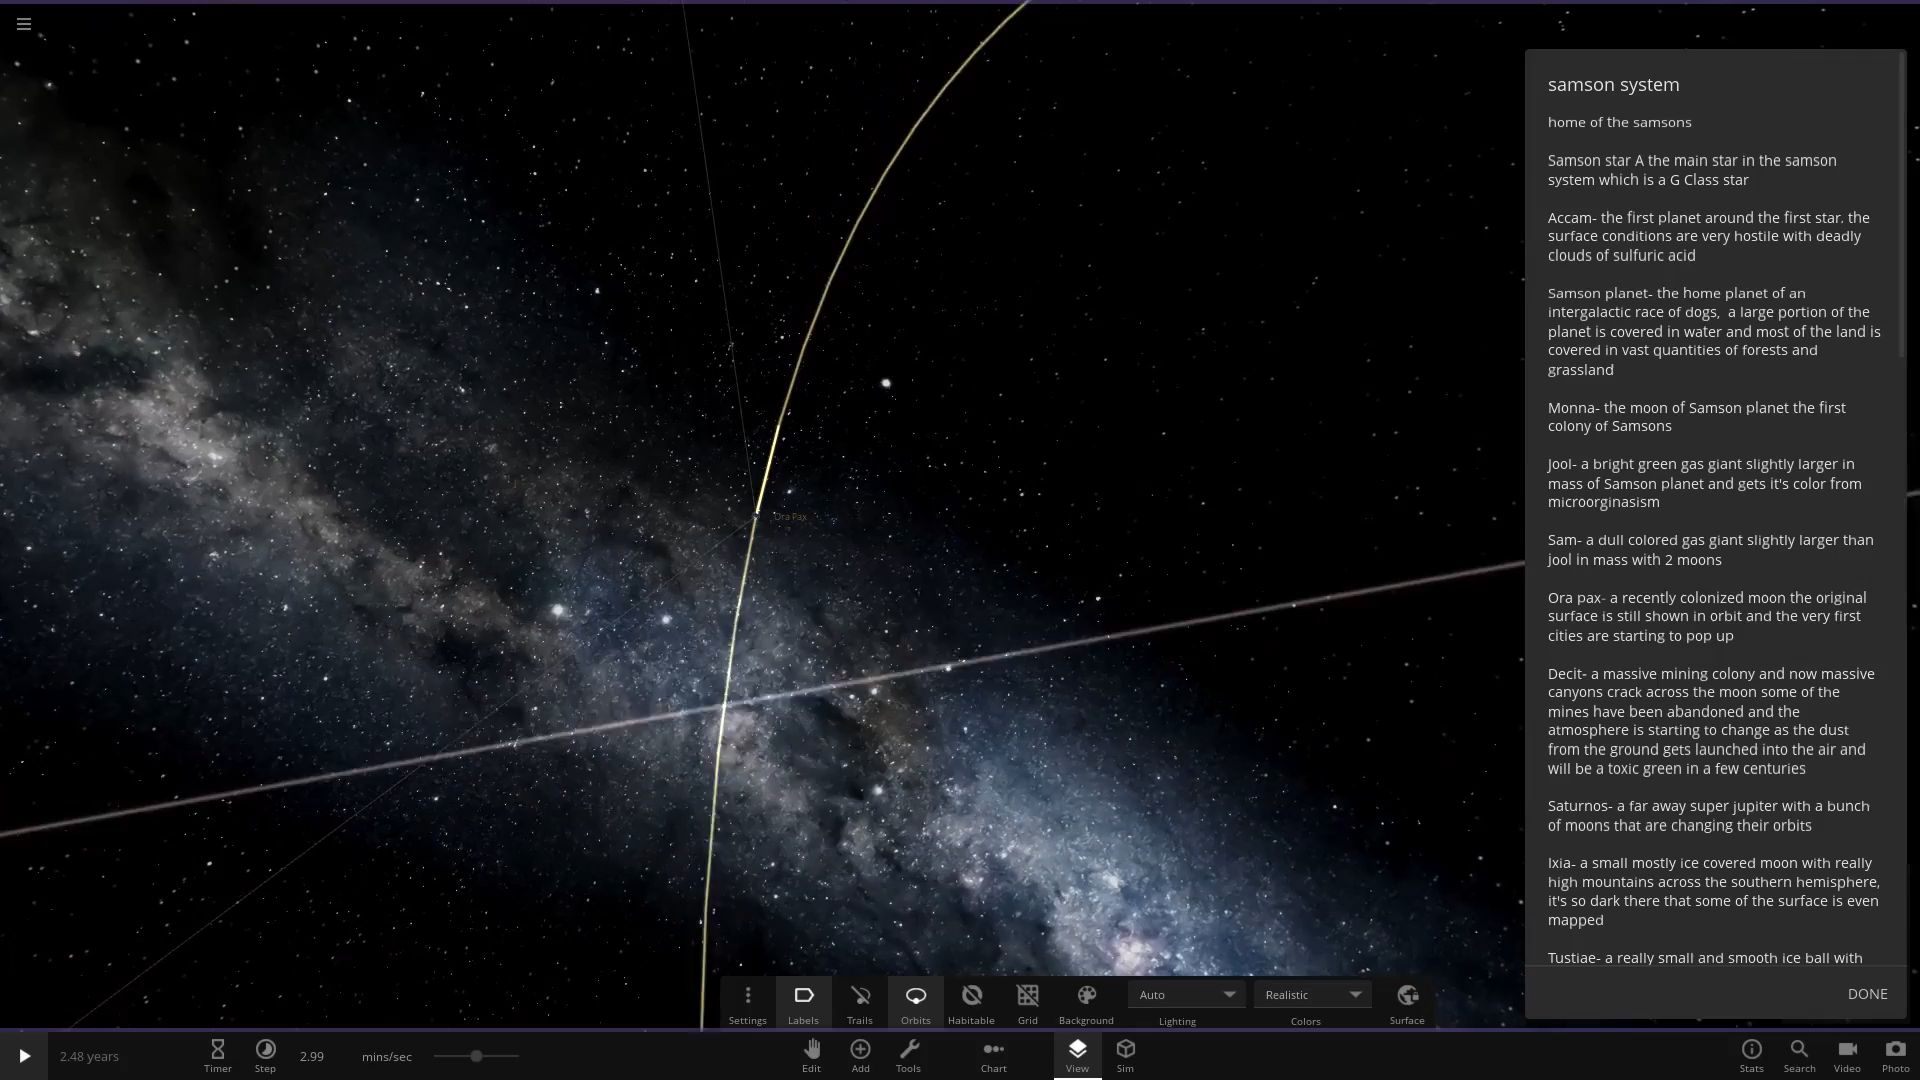 samson system
home of the samsons
Samson star A the main star in the samson
system which is a G Class star
Accam- the first planet around the first star. the
surface conditions are very hostile with deadly
clouds of sulfuric acid
Samson planet- the home planet of an
intergalactic race of dogs,  a large portion of the
planet is covered in water and most of the land is
covered in vast quantities of forests and
grassland
Monna- the moon of Samson planet the first
colony of Samsons
Jool- a bright green gas giant slightly larger in
mass of Samson planet and gets it's color from
microorginasism
Sam- a dull colored gas giant slightly larger than
Jool in mass with 2 moons
Ora pax- a recently colonized moon the original
surface is still shown in orbit and the very first
cities are starting to pop up
Decit- a massive mining colony and now massive
canyons crack across the moon some of the
mines have been abandoned and the
atmosphere is starting to change as the dust
from the ground gets launched into the air and
will be a toxic green in a few centuries
Saturnos- a far away super jupiter with a bunch
of moons that are changing their orbits
Ixia- a small mostly ice covered moon with really
high mountains across the southern hemisphere,
it's so dark there that some of the surface is even
mapped
Tustiae- a really small and smooth ice ball with
DONE
Ora Pax
Auto
Realistic
Settings Labels Trails Orbits Habitable Grid Background Lighting Colors Surface
2.48 years
Timer
Step
2.99
mins/sec
Edit Add Tools Chart View Sim
Stats Search Video Photo